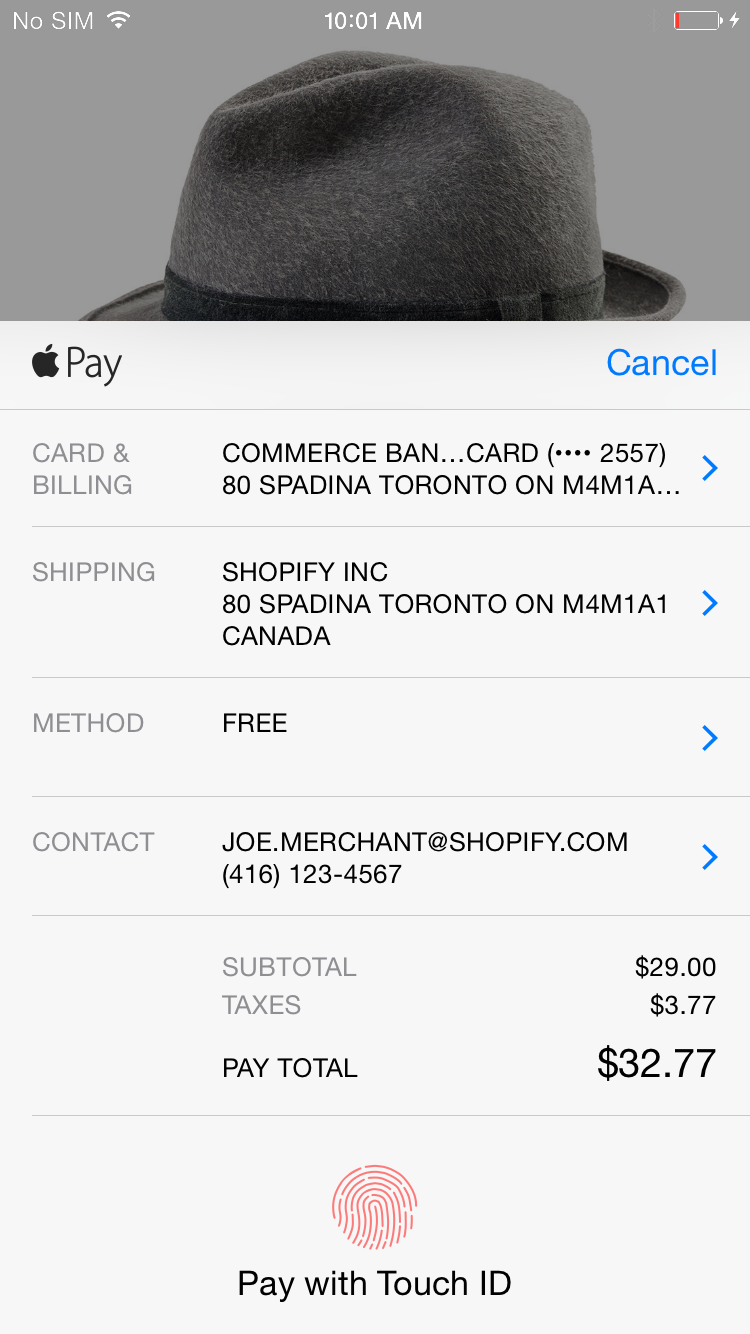 No SIM 10:01 AM
Pay Cancel
CARD & BILLING
COMMERCE BAN...CARD (•••• 2557)
80 SPADINA TORONTO ON M4M1A...
SHIPPING
SHOPIFY INC
80 SPADINA TORONTO ON M4M1A1
CANADA
METHOD FREE
CONTACT
JOE.MERCHANT@SHOPIFY.COM
(416) 123-4567
SUBTOTAL $29.00
TAXES $3.77
PAY TOTAL $32.77
Pay with Touch ID